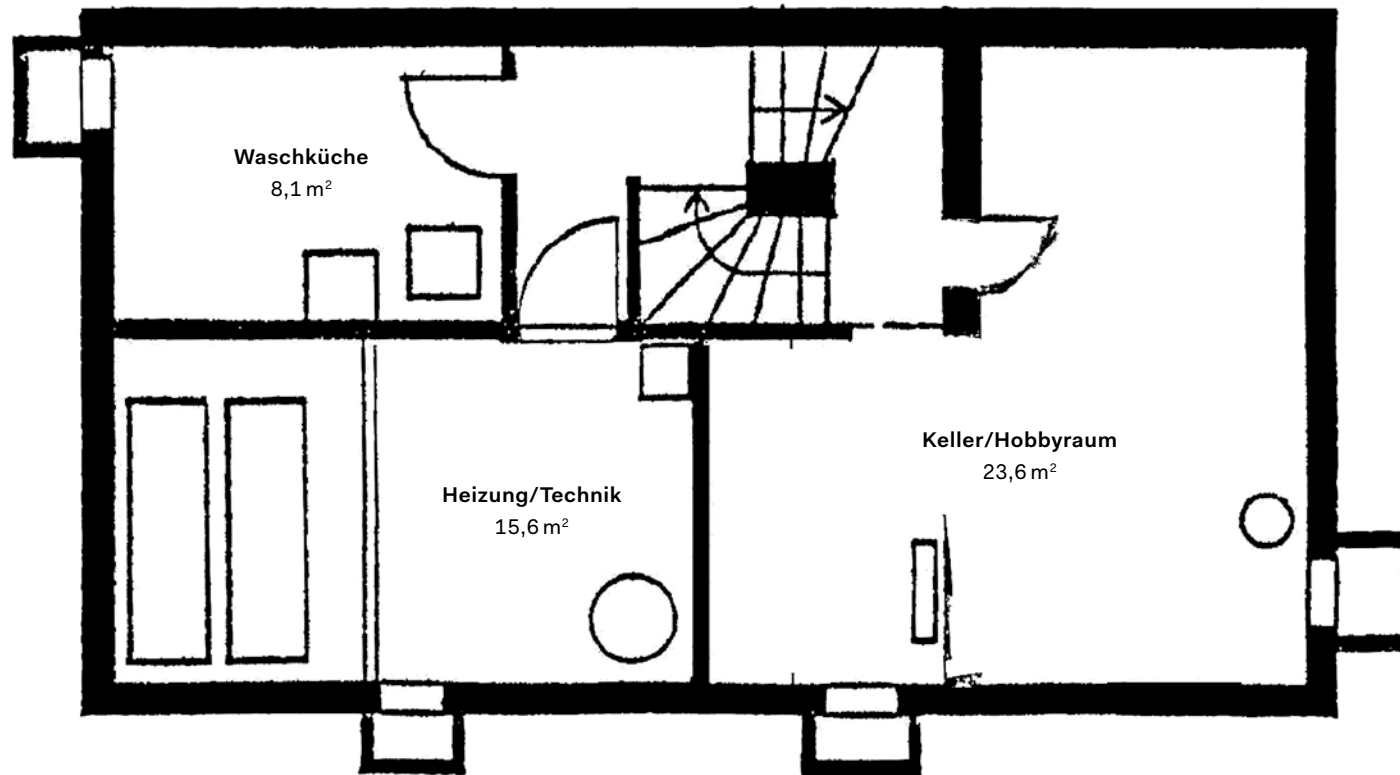 Waschküche
8,1 m²
Keller/Hobbyraum
23,6 m²
Heizung/Technik
15,6 m²